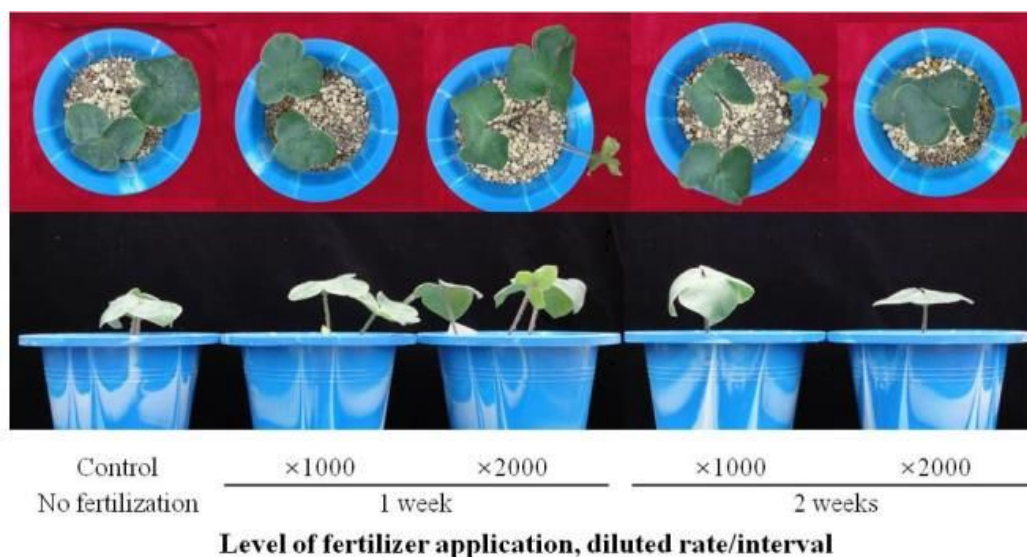 Control ×1000 ×2000 ×1000 ×2000
No fertilization 1 week 2 weeks
Level of fertilizer application, diluted rate/interval